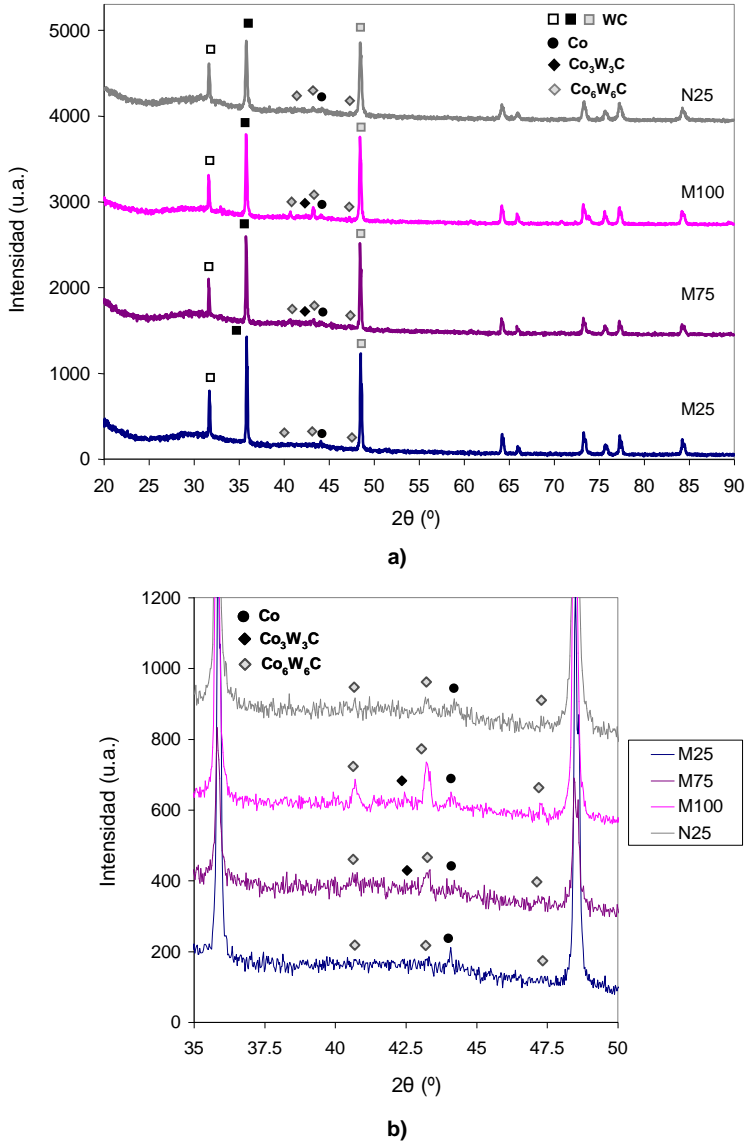 5000
4000
3000
2000
1000
0
Intensidad (u.a.)
WC
Co
Co₃W₃C
Co₆W₆C
N25
M100
M75
M25
20 25 30 35 40 45 50 55 60 65 70 75 80 85 90
2θ (º)
a)
1200
1000
800
600
400
200
0
Intensidad (u.a.)
Co
Co₃W₃C
Co₆W₆C
M25
M75
M100
N25
35 37.5 40 42.5 45 47.5 50
2θ (º)
b)